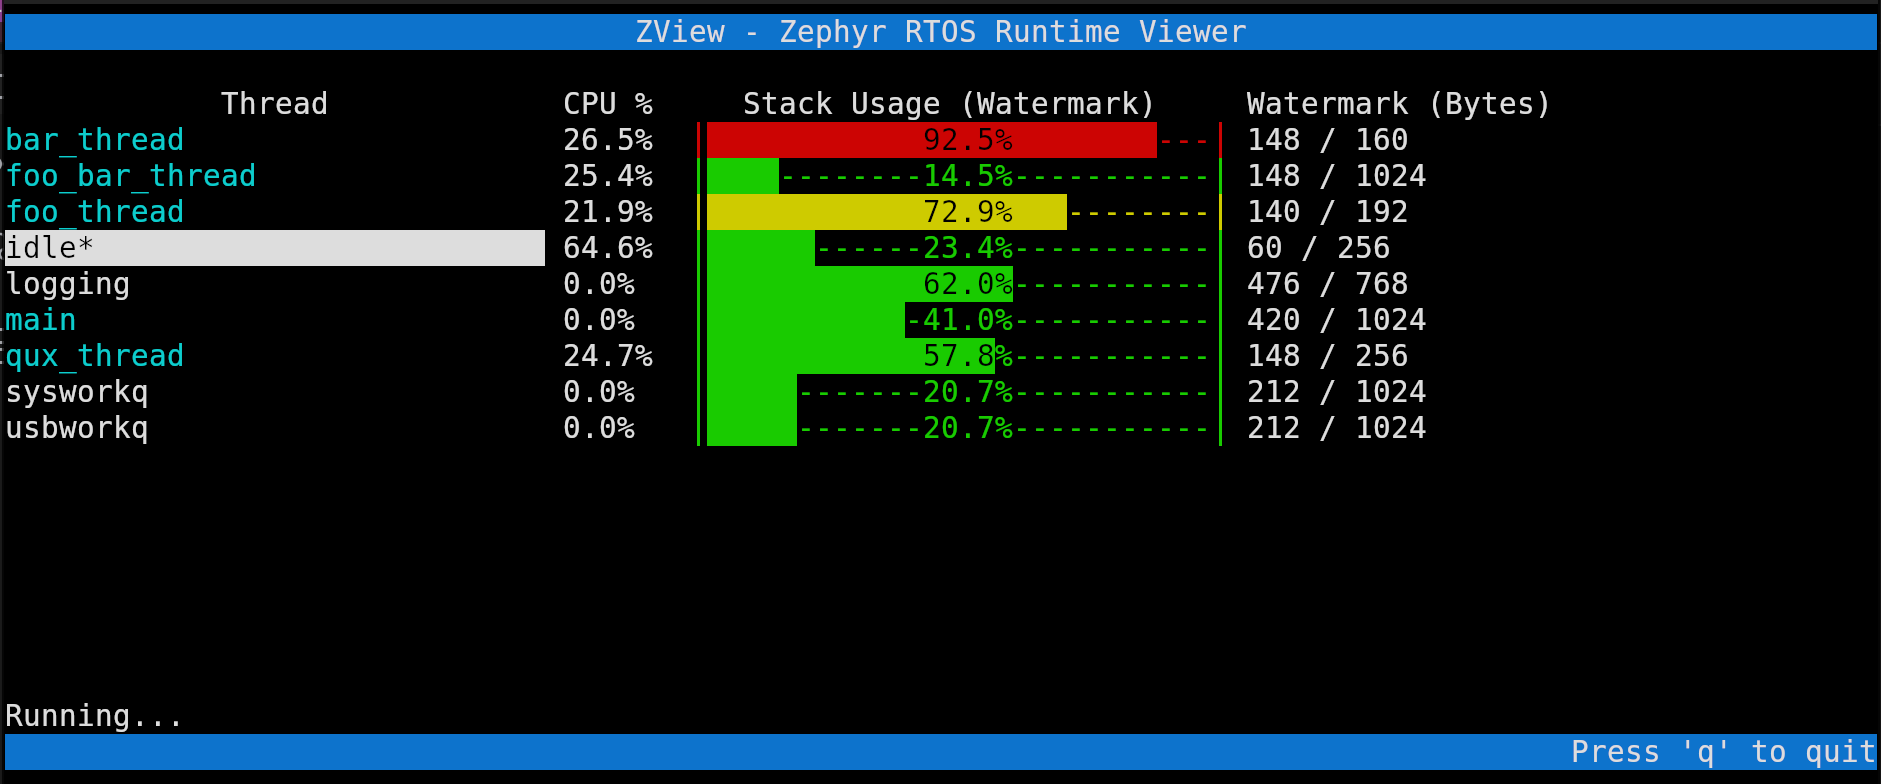 ZView - Zephyr RTOS Runtime Viewer
Thread CPU % Stack Usage (Watermark) Watermark (Bytes)
bar_thread 26.5% 92.5%--- 148 / 160
foo_bar_thread 25.4% --------14.5%----------- 148 / 1024
foo_thread 21.9% 72.9%-------- 140 / 192
idle* 64.6% ------23.4%----------- 60 / 256
logging 0.0% 62.0%----------- 476 / 768
main 0.0% -41.0%----------- 420 / 1024
qux_thread 24.7% 57.8%----------- 148 / 256
sysworkq 0.0% -------20.7%----------- 212 / 1024
usbworkq 0.0% -------20.7%----------- 212 / 1024
Running...
Press 'q' to quit